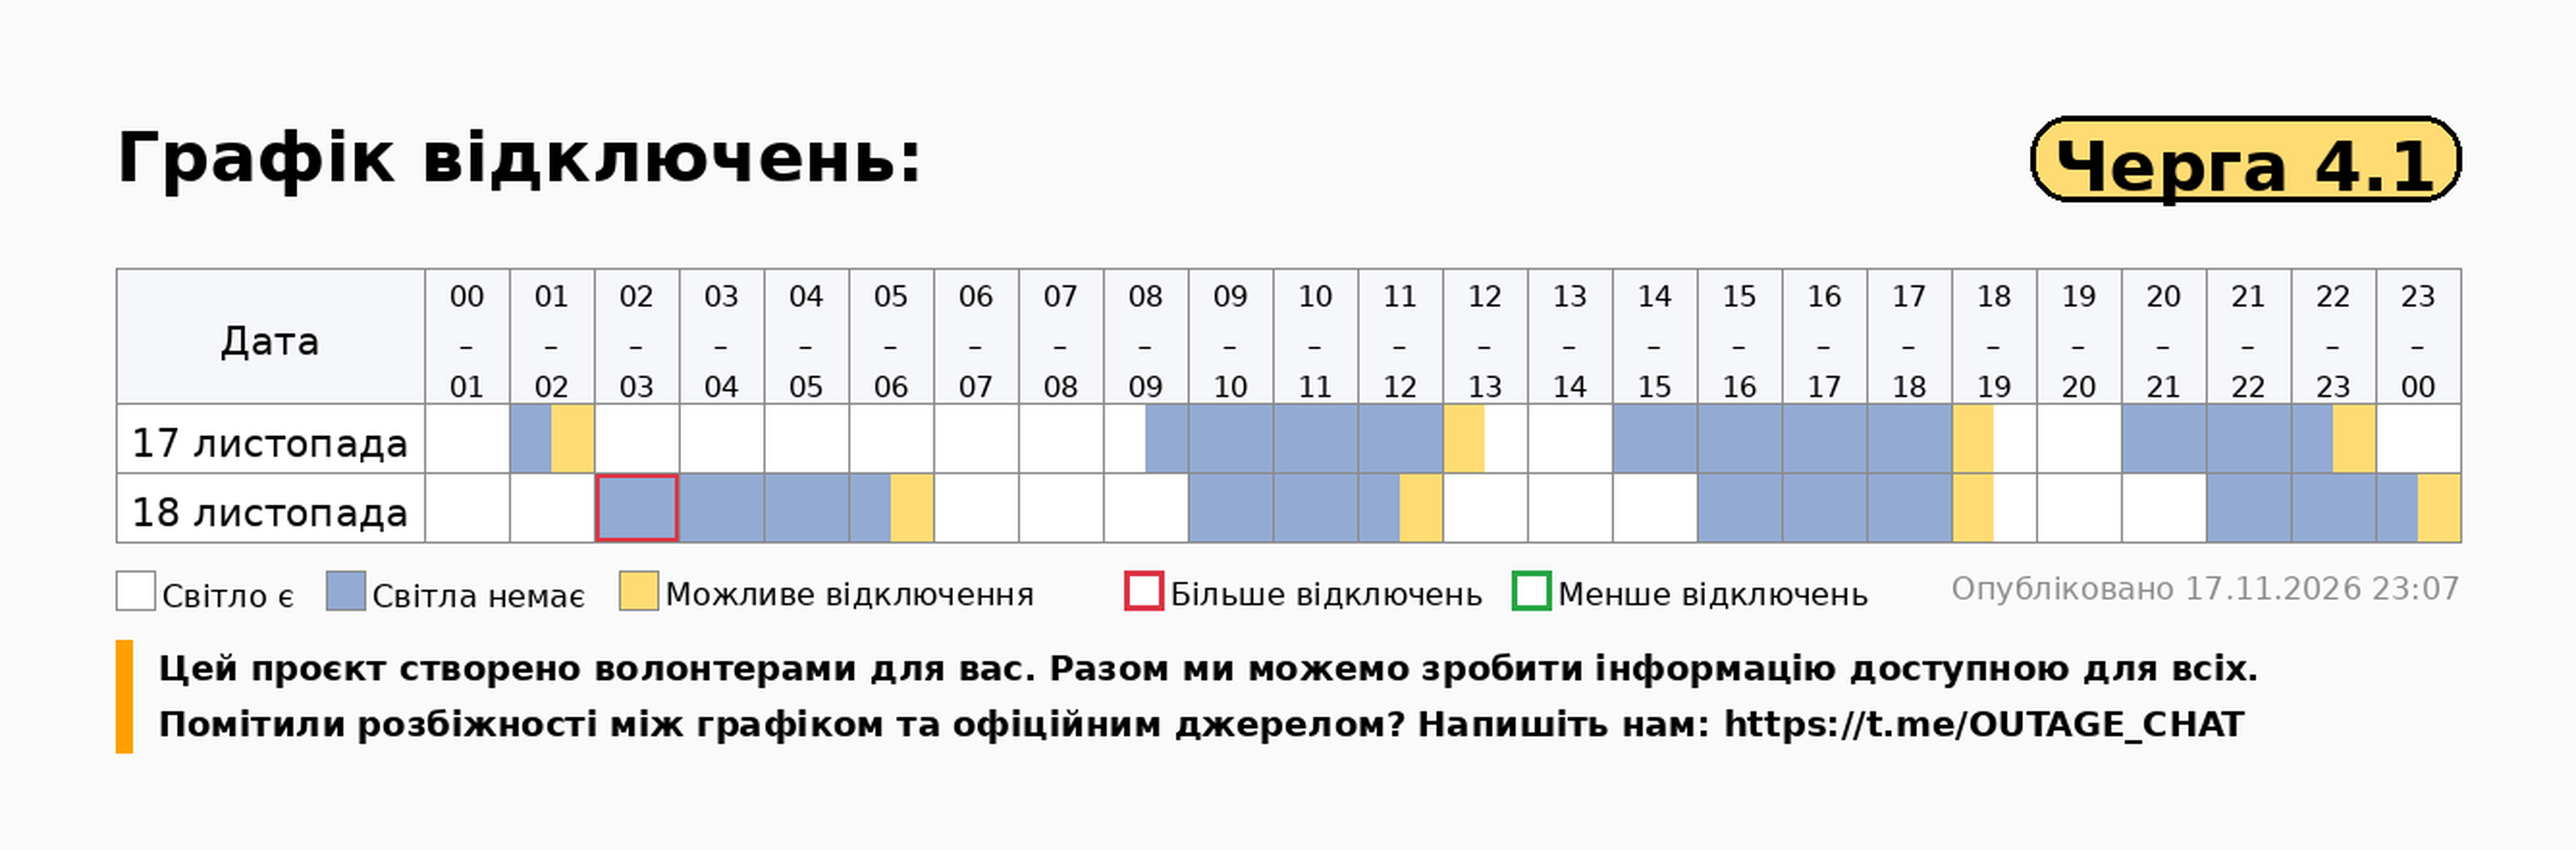 Графік відключень:
Черга 4.1
Дата 00 – 01 01 – 02 02 – 03 03 – 04 04 – 05 05 – 06 06 – 07 07 – 08 08 – 09 09 – 10 10 – 11 11 – 12 12 – 13 13 – 14 14 – 15 15 – 16 16 – 17 17 – 18 18 – 19 19 – 20 20 – 21 21 – 22 22 – 23 23 – 00
17 листопада
18 листопада
Світло є Світла немає Можливе відключення Більше відключень Менше відключень Опубліковано 17.11.2026 23:07
Цей проєкт створено волонтерами для вас. Разом ми можемо зробити інформацію доступною для всіх.
Помітили розбіжності між графіком та офіційним джерелом? Напишіть нам: https://t.me/OUTAGE_CHAT